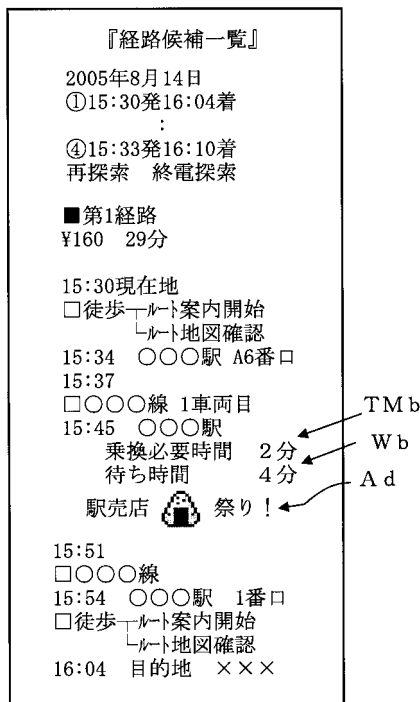 『経路候補一覧』
2005年8月14日
①15:30発16:04着
:
④15:33発16:10着
再探索 終電探索
■第1経路
¥160 29分
15:30現在地
□徒歩┬ルート案内開始
└ルート地図確認
15:34 ○○○駅 A6番口
15:37
□○○○線 1車両目
15:45 ○○○駅
乗換必要時間 2分
TMb
待ち時間 4分
Wb
駅売店 祭り!
Ad
15:51
□○○○線
15:54 ○○○駅 1番口
□徒歩┬ルート案内開始
└ルート地図確認
16:04 目的地 ×××